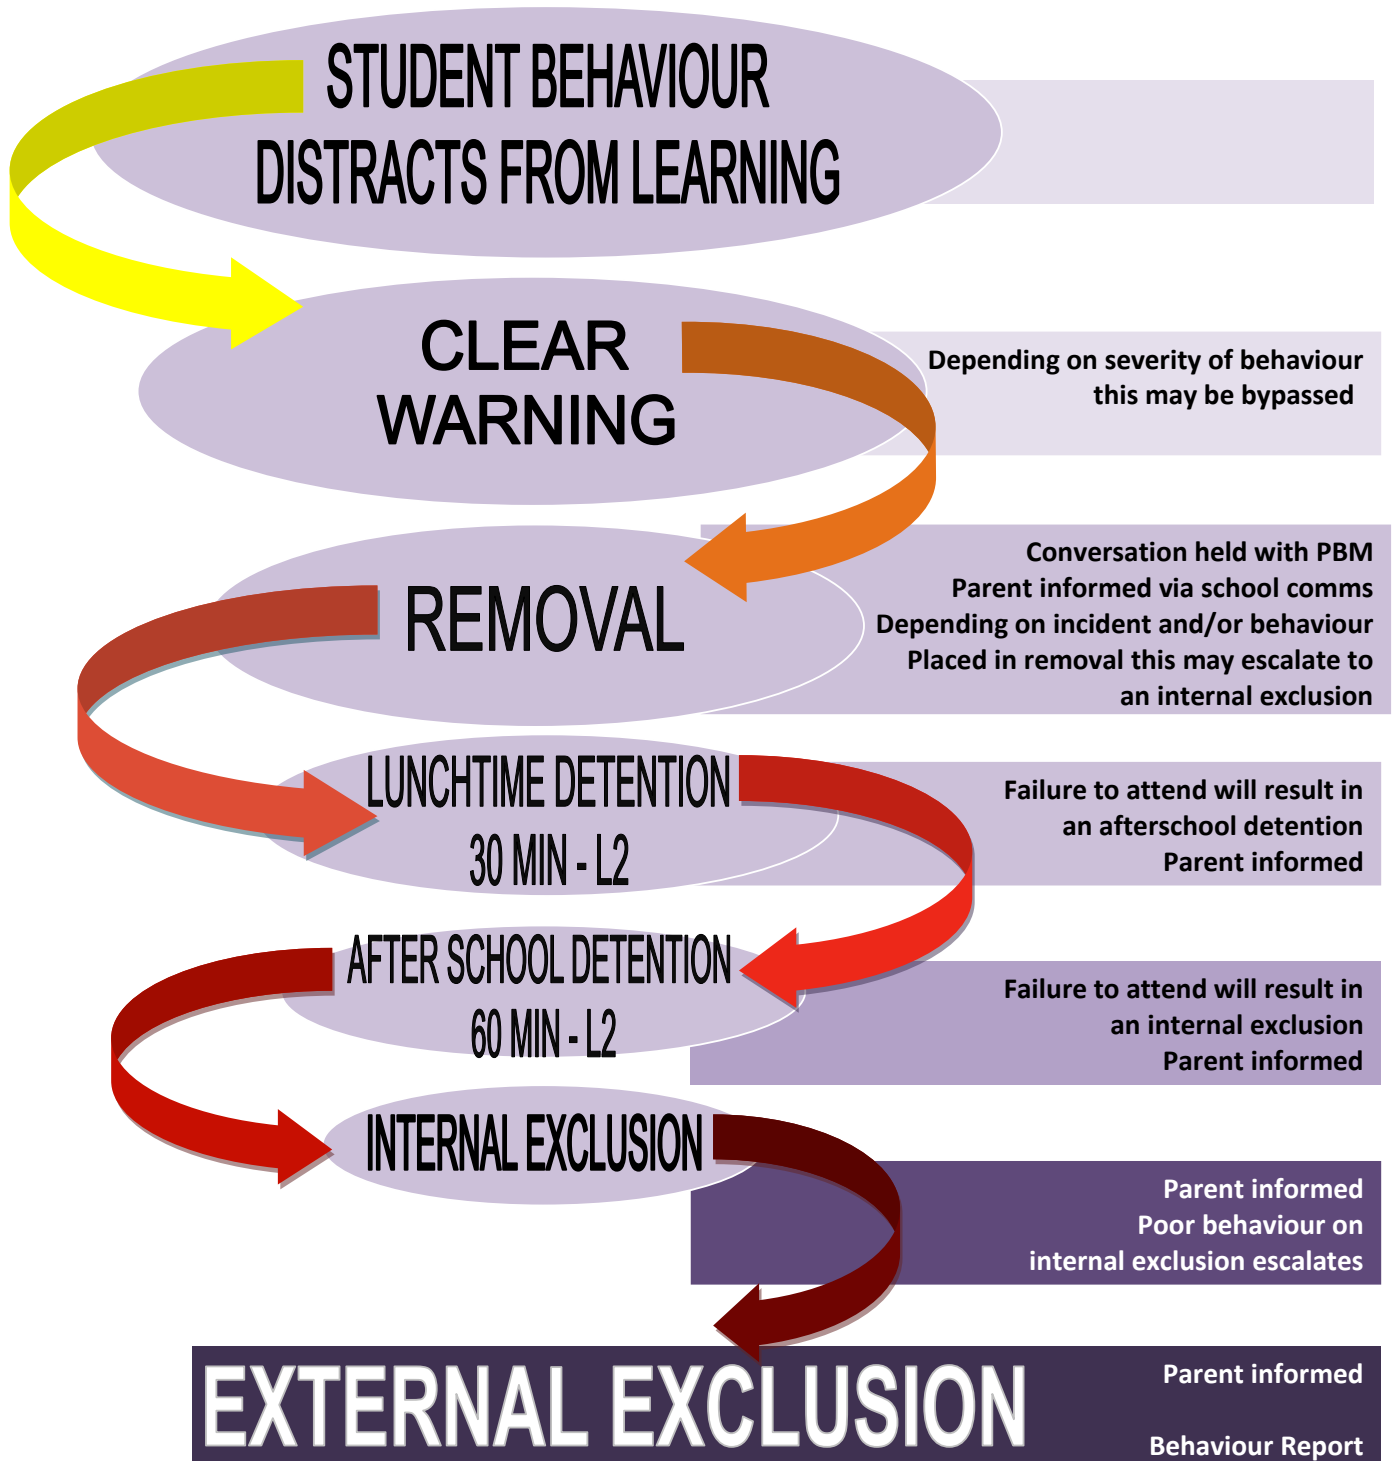 STUDENT BEHAVIOUR
DISTRACTS FROM LEARNING
CLEAR
WARNING
Depending on severity of behaviour
this may be bypassed
REMOVAL
Conversation held with PBM
Parent informed via school comms
Depending on incident and/or behaviour
Placed in removal this may escalate to
an internal exclusion
LUNCHTIME DETENTION
30 MIN - L2
Failure to attend will result in
an afterschool detention
Parent informed
AFTER SCHOOL DETENTION
60 MIN - L2
Failure to attend will result in
an internal exclusion
Parent informed
INTERNAL EXCLUSION
Parent informed
Poor behaviour on
internal exclusion escalates
EXTERNAL EXCLUSION
Parent informed
Behaviour Report